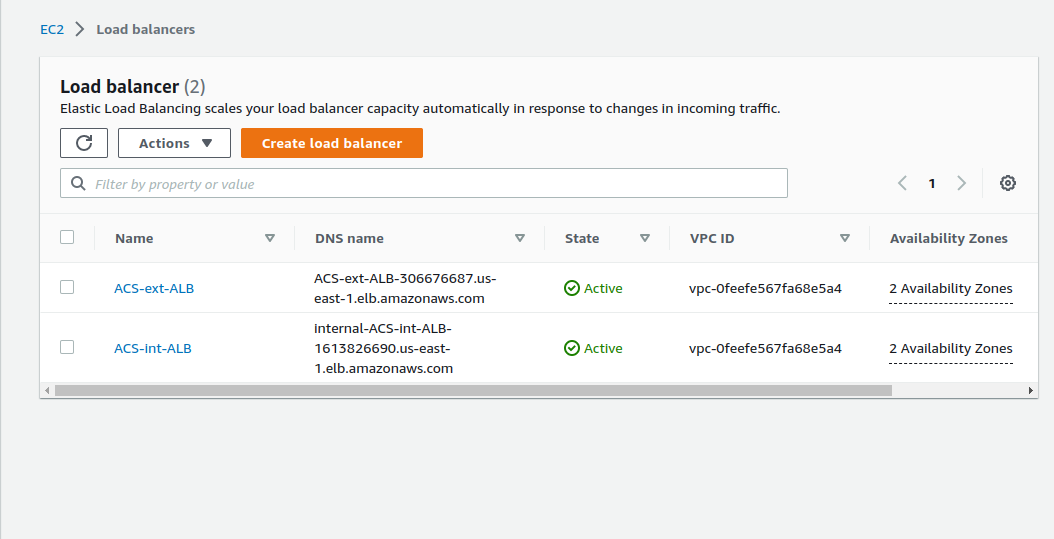 EC2 > Load balancers
Load balancer (2)
Elastic Load Balancing scales your load balancer capacity automatically in response to changes in incoming traffic.
Actions Create load balancer
Filter by property or value
1
Name DNS name State VPC ID Availability Zones
ACS-ext-ALB ACS-ext-ALB-306676687.us- Active vpc-0feefe567fa68e5a4 2 Availability Zones
east-1.elb.amazonaws.com
internal-ACS-int-ALB-
ACS-int-ALB 1613826690.us-east- Active vpc-0feefe567fa68e5a4 2 Availability Zones
1.elb.amazonaws.com